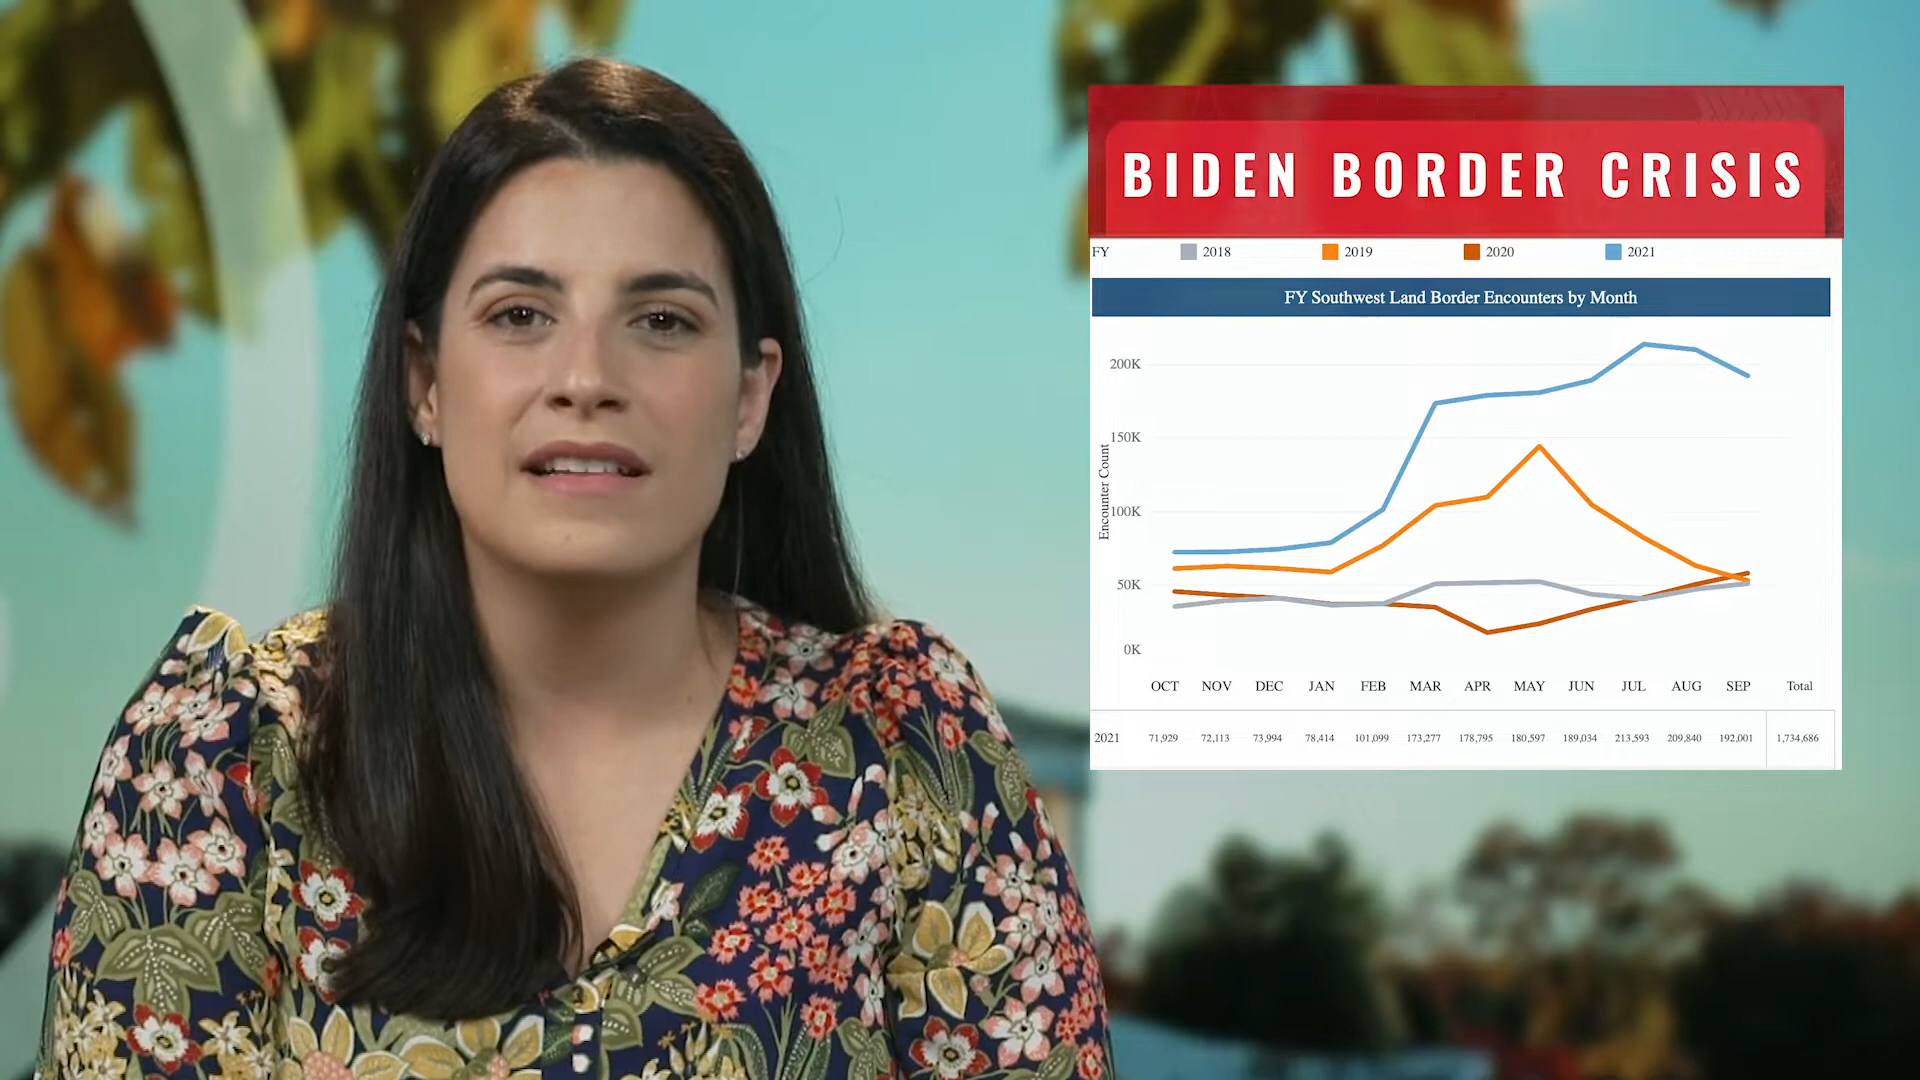 BIDEN BORDER CRISIS
FY 2018 2019 2020 2021
FY Southwest Land Border Encounters by Month
Encounter Count
200K
150K
100K
50K
0K
OCT NOV DEC JAN FEB MAR APR MAY JUN JUL AUG SEP Total
2021 71,929 72,113 73,994 78,414 101,099 173,277 178,795 180,597 189,034 213,593 209,840 192,001 1,734,686